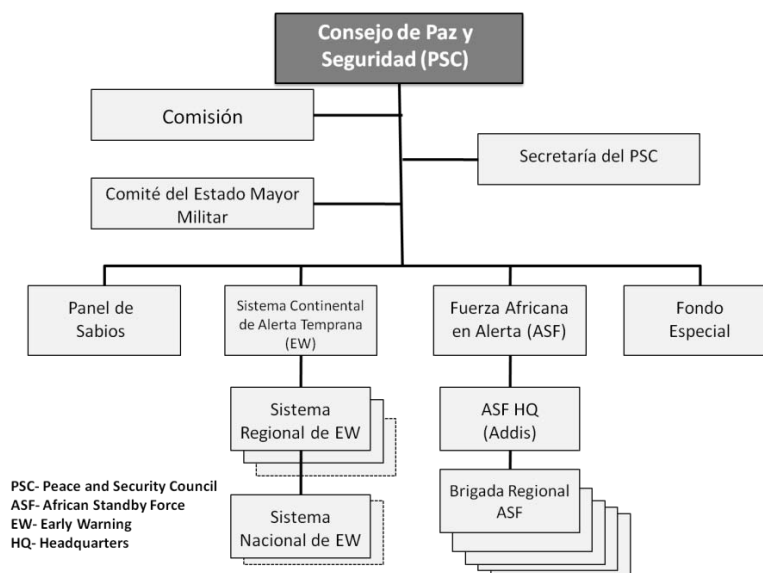 Consejo de Paz y
Seguridad (PSC)
Comisión
Secretaría del PSC
Comité del Estado Mayor
Militar
Panel de
Sabios
Sistema Continental
de Alerta Temprana
(EW)
Fuerza Africana
en Alerta (ASF)
Fondo
Especial
Sistema
Regional de EW
ASF HQ
(Addis)
Sistema
Nacional de EW
Brigada Regional
ASF
PSC- Peace and Security Council
ASF- African Standby Force
EW- Early Warning
HQ- Headquarters